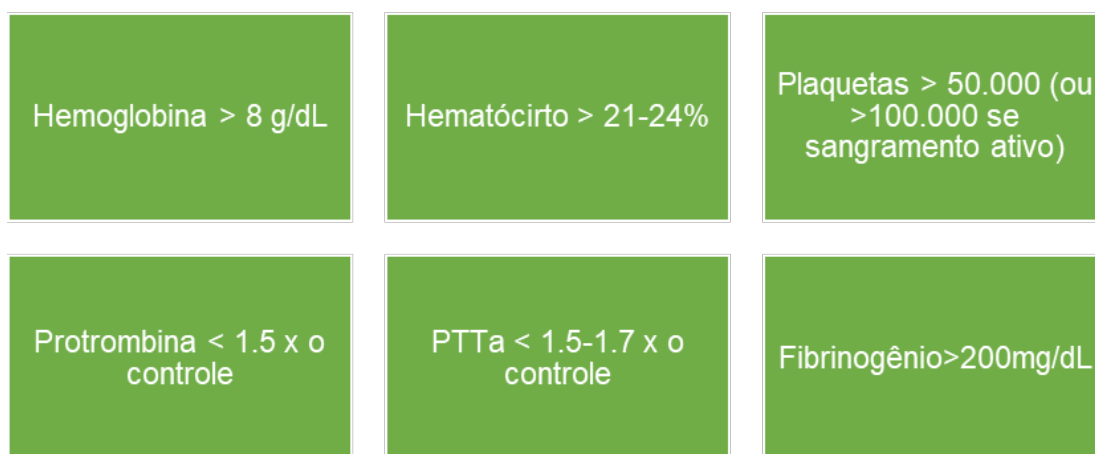 Hemoglobina > 8 g/dL
Hematócirto > 21-24%
Plaquetas > 50.000 (ou
>100.000 se
sangramento ativo)
Protrombina < 1.5 x o
controle
PTTa < 1.5-1.7 x o
controle
Fibrinogênio>200mg/dL